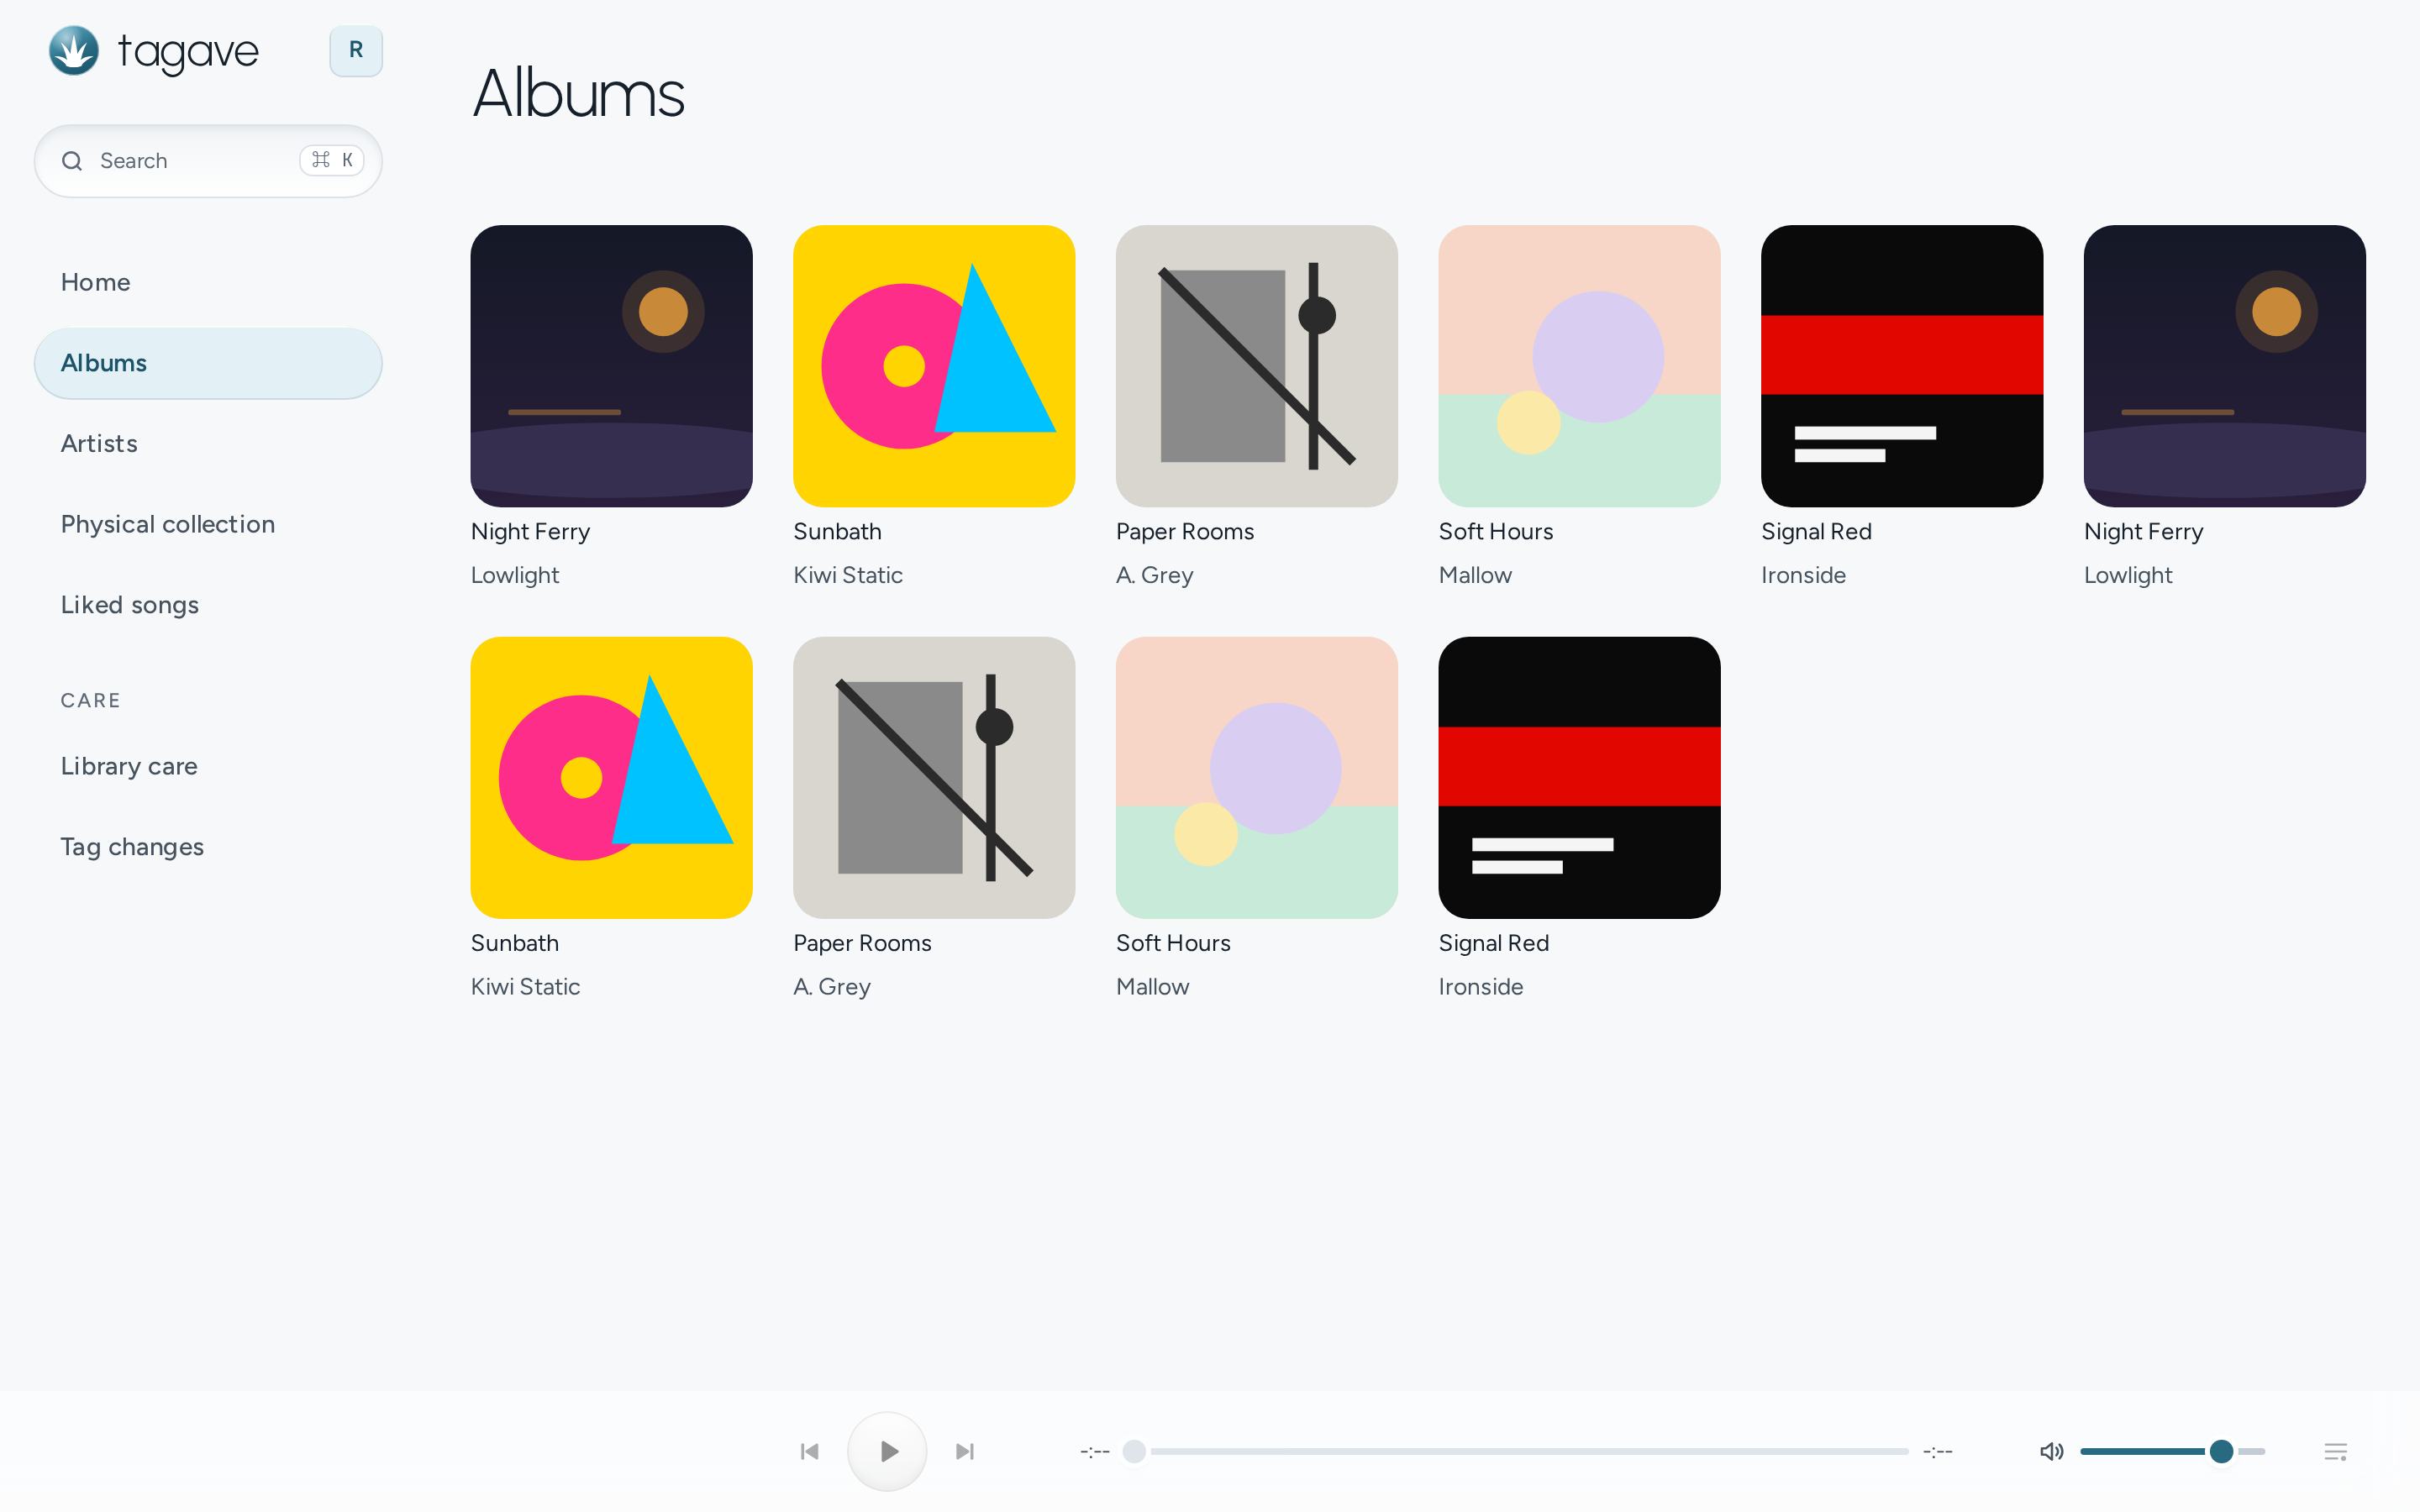 tagave
R
Search
⌘ K
Home
Albums
Artists
Physical collection
Liked songs
CARE
Library care
Tag changes
Albums
Night Ferry
Lowlight
Sunbath
Kiwi Static
Paper Rooms
A. Grey
Soft Hours
Mallow
Signal Red
Ironside
Night Ferry
Lowlight
Sunbath
Kiwi Static
Paper Rooms
A. Grey
Soft Hours
Mallow
Signal Red
Ironside
-:--
-:--